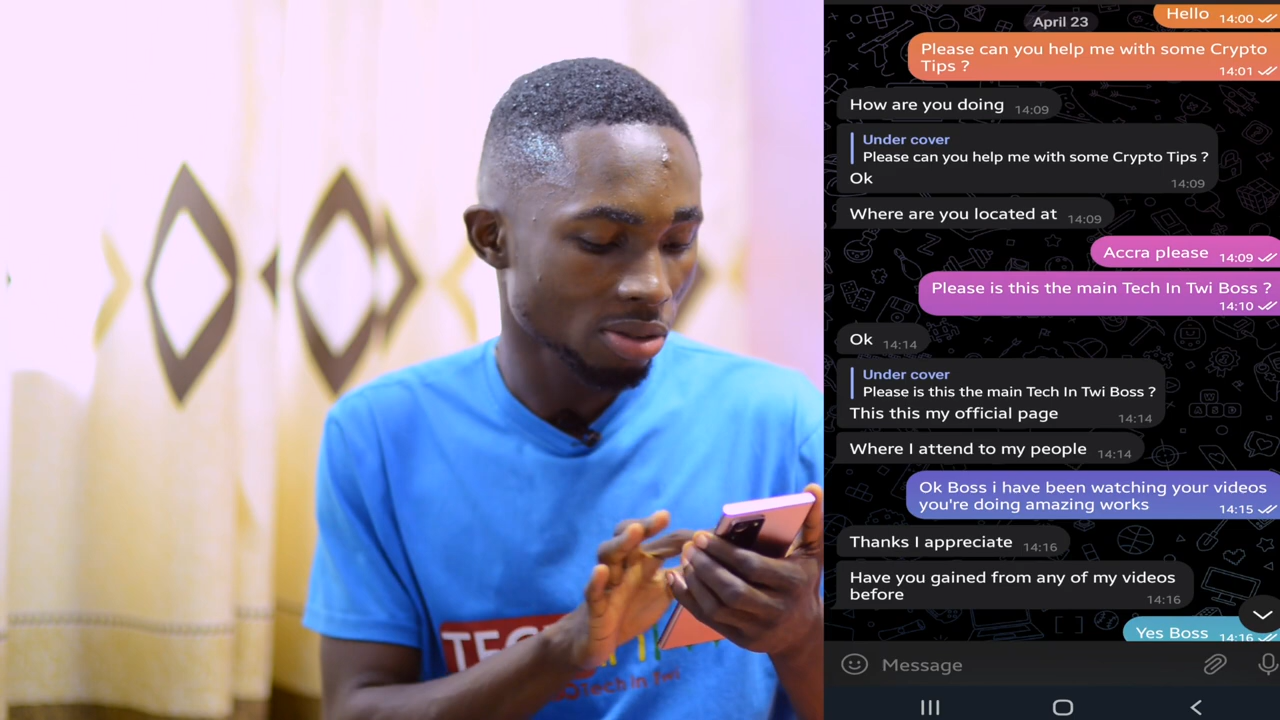 Hello 14:00
April 23
Please can you help me with some Crypto
Tips ?
14:01
How are you doing 14:09
Under cover
Please can you help me with some Crypto Tips ?
Ok 14:09
Where are you located at 14:09
Accra please 14:09
Please is this the main Tech In Twi Boss ?
14:10
Ok 14:14
Under cover
Please is this the main Tech In Twi Boss ?
This this my official page 14:14
Where I attend to my people 14:14
Ok Boss i have been watching your videos
you're doing amazing works 14:15
Thanks I appreciate 14:16
Have you gained from any of my videos
before 14:16
Yes Boss 14:16
Message
Tech in Twi